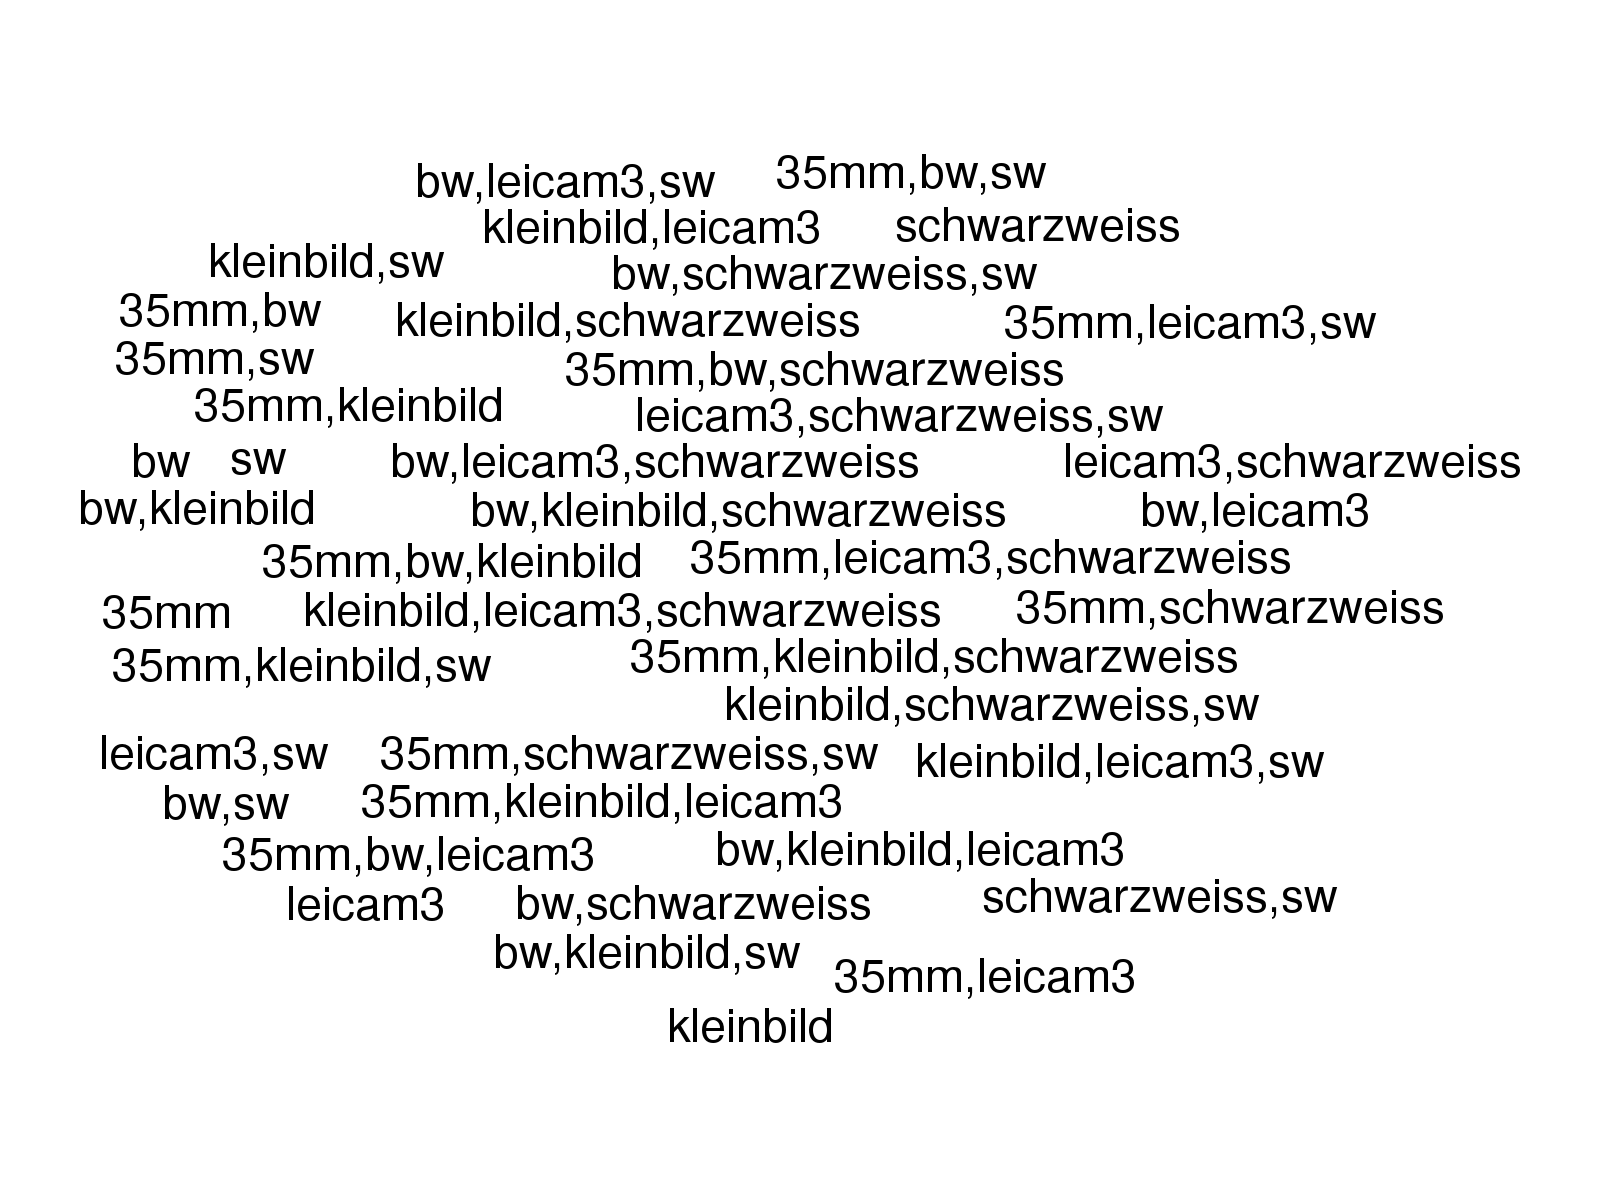 bw,leicam3,sw 35mm,bw,sw
kleinbild,leicam3 schwarzweiss
kleinbild,sw bw,schwarzweiss,sw
35mm,bw kleinbild,schwarzweiss 35mm,leicam3,sw
35mm,sw 35mm,bw,schwarzweiss
35mm,kleinbild leicam3,schwarzweiss,sw
bw sw bw,leicam3,schwarzweiss leicam3,schwarzweiss
bw,kleinbild bw,kleinbild,schwarzweiss bw,leicam3
35mm,bw,kleinbild 35mm,leicam3,schwarzweiss
35mm kleinbild,leicam3,schwarzweiss 35mm,schwarzweiss
35mm,kleinbild,sw 35mm,kleinbild,schwarzweiss
kleinbild,schwarzweiss,sw
leicam3,sw 35mm,schwarzweiss,sw kleinbild,leicam3,sw
bw,sw 35mm,kleinbild,leicam3
35mm,bw,leicam3 bw,kleinbild,leicam3
leicam3 bw,schwarzweiss schwarzweiss,sw
bw,kleinbild,sw 35mm,leicam3
kleinbild